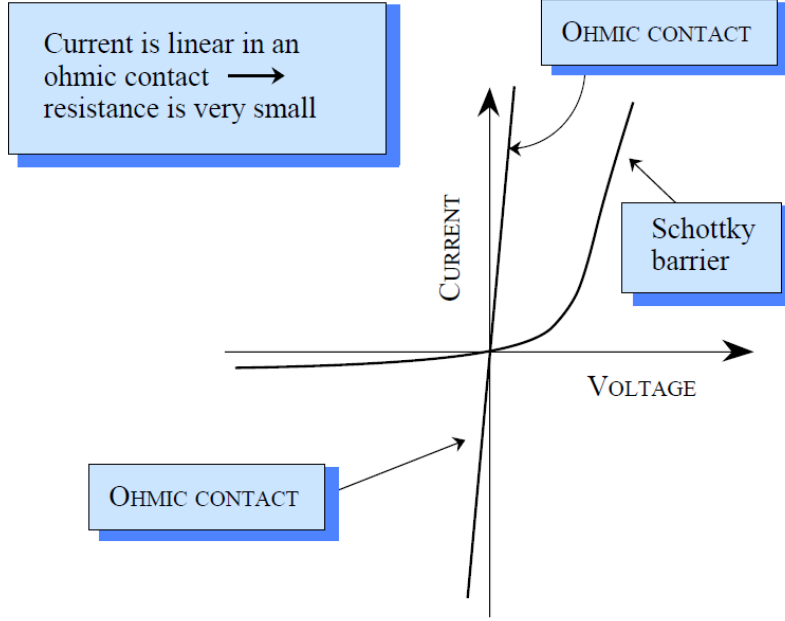 Current is linear in an
ohmic contact →
resistance is very small
OHMIC CONTACT
CURRENT
Schottky
barrier
VOLTAGE
OHMIC CONTACT